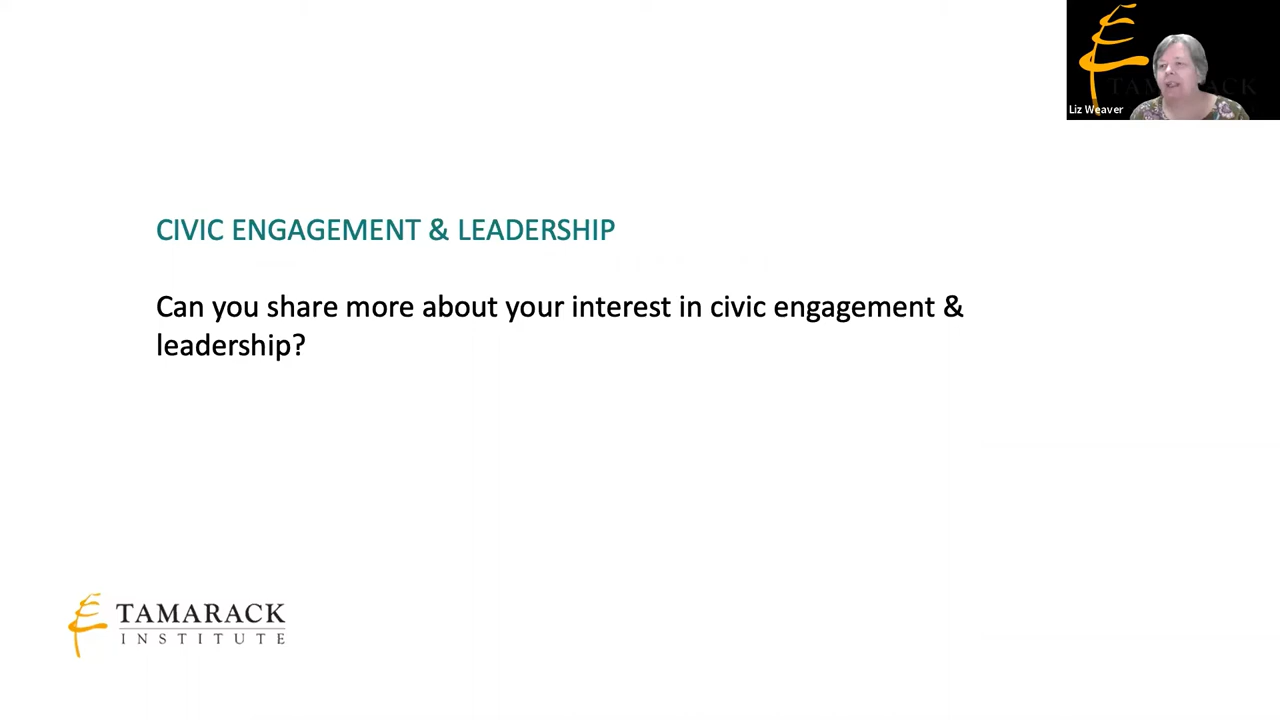 Liz Weaver
CIVIC ENGAGEMENT & LEADERSHIP
Can you share more about your interest in civic engagement &
leadership?
TAMARACK
INSTITUTE